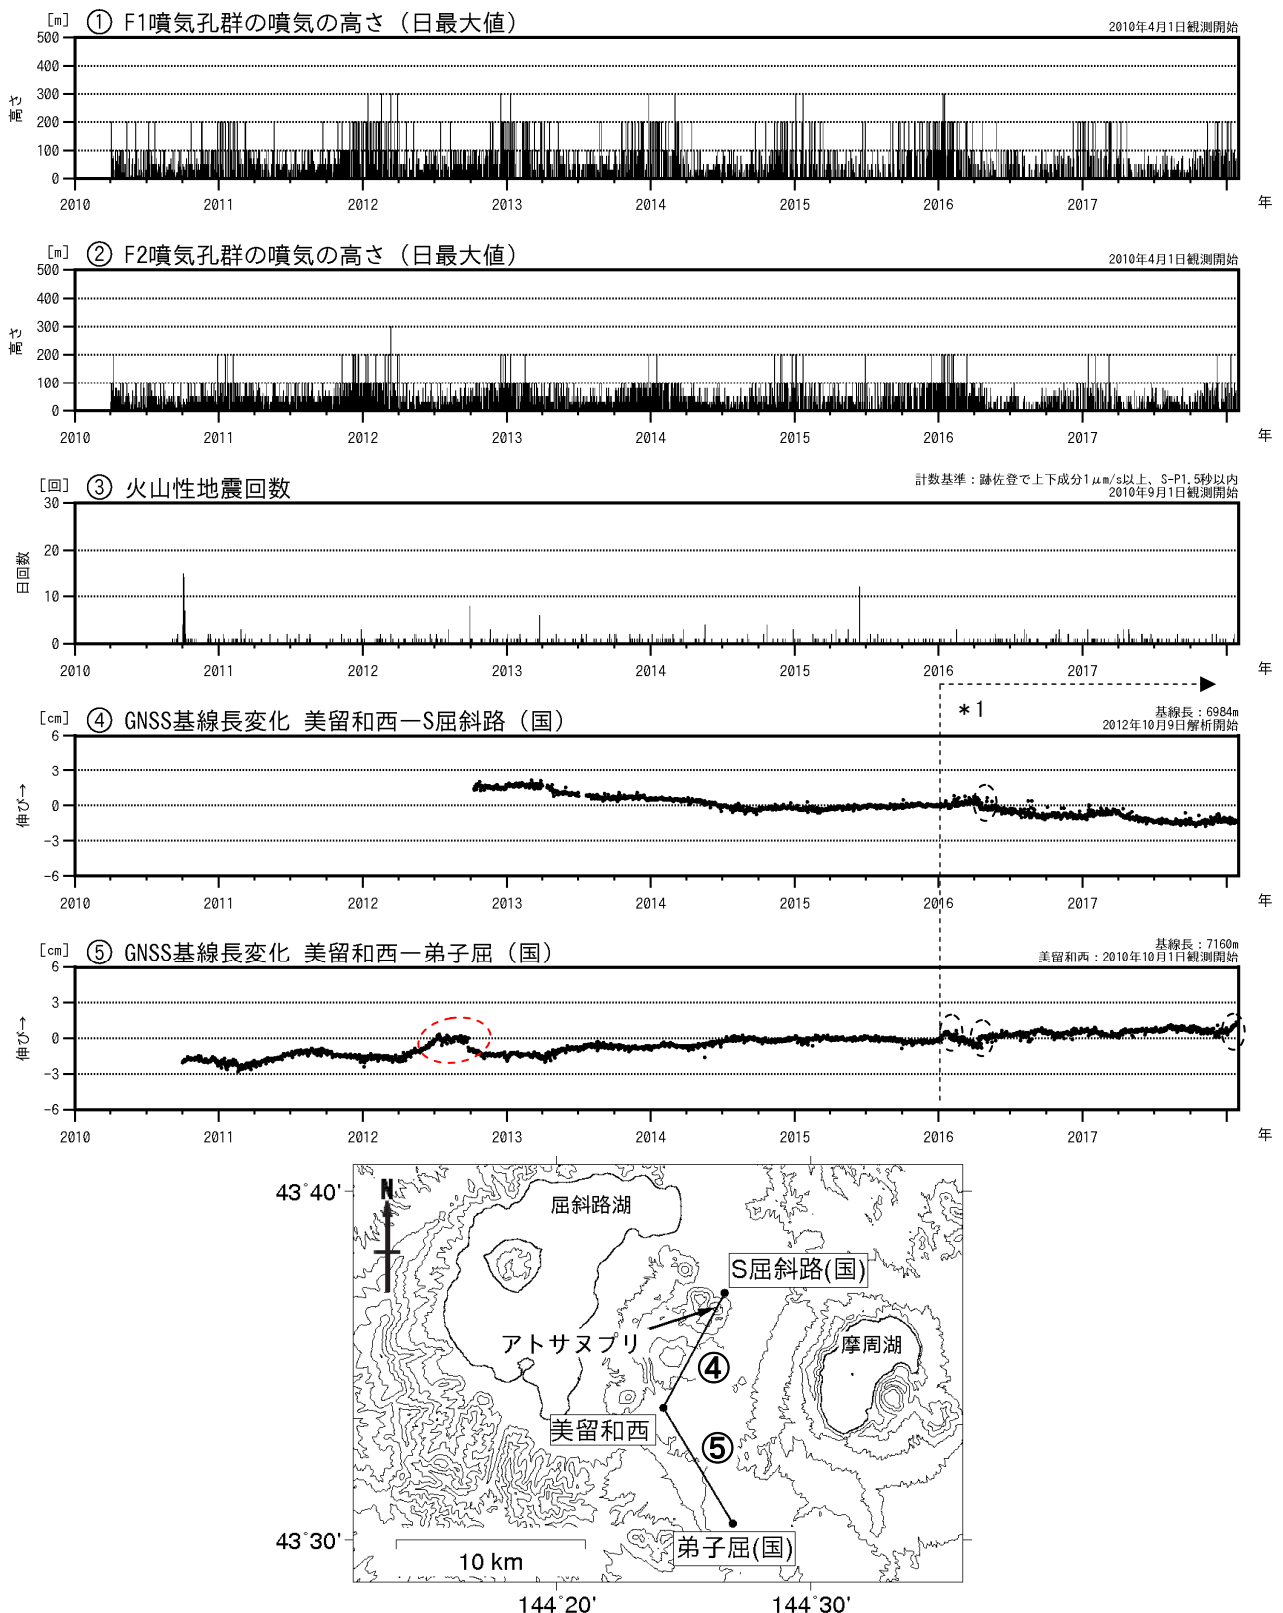 [m] ① F1噴気孔群の噴気の高さ（日最大値）
2010年4月1日観測開始
500
400
300
200
100
0
高さ
2010 2011 2012 2013 2014 2015 2016 2017 年
[m] ② F2噴気孔群の噴気の高さ（日最大値）
2010年4月1日観測開始
500
400
300
200
100
0
高さ
2010 2011 2012 2013 2014 2015 2016 2017 年
[回] ③ 火山性地震回数
計数基準：跡佐登で上下成分1μm/s以上、S-P1.5秒以内
2010年9月1日観測開始
30
20
10
0
日回数
2010 2011 2012 2013 2014 2015 2016 2017 年
＊1
[cm] ④ GNSS基線長変化 美留和西―S屈斜路（国）
基線長：6984m
2012年10月9日解析開始
6
3
0
-3
-6
伸び→
2010 2011 2012 2013 2014 2015 2016 2017 年
[cm] ⑤ GNSS基線長変化 美留和西―弟子屈（国）
基線長：7160m
美留和西：2010年10月1日観測開始
6
3
0
-3
-6
伸び→
2010 2011 2012 2013 2014 2015 2016 2017 年
43°40'
N
屈斜路湖
S屈斜路(国)
アトサヌプリ
摩周湖
④
美留和西
⑤
43°30'
弟子屈(国)
10 km
144°20' 144°30'